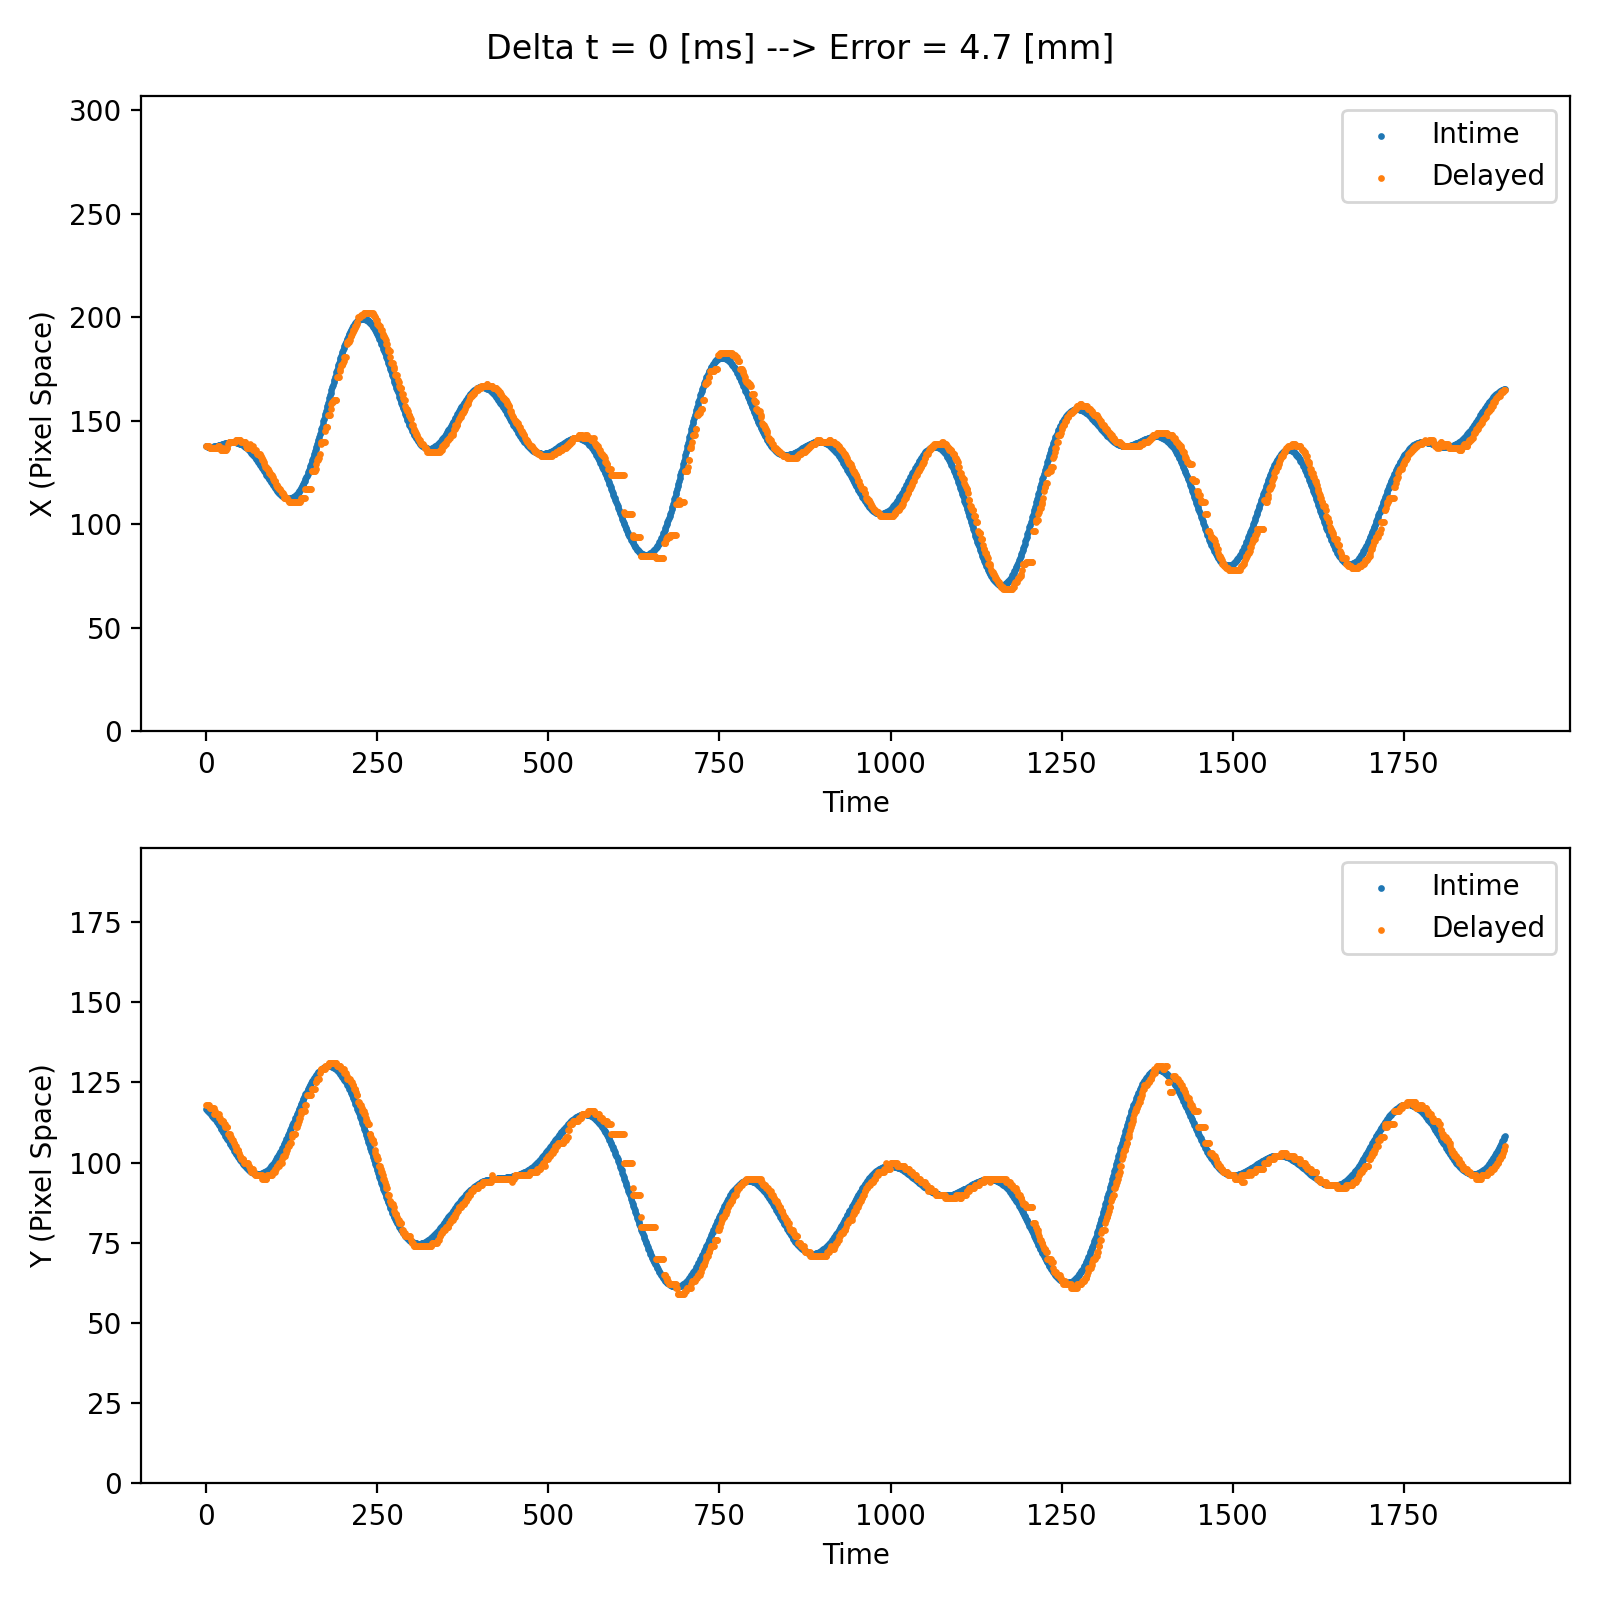 Delta t = 0 [ms] --> Error = 4.7 [mm]
300
250
200
150
100
50
0
X (Pixel Space)
Intime
Delayed
0 250 500 750 1000 1250 1500 1750
Time
175
150
125
100
75
50
25
0
Y (Pixel Space)
Intime
Delayed
0 250 500 750 1000 1250 1500 1750
Time